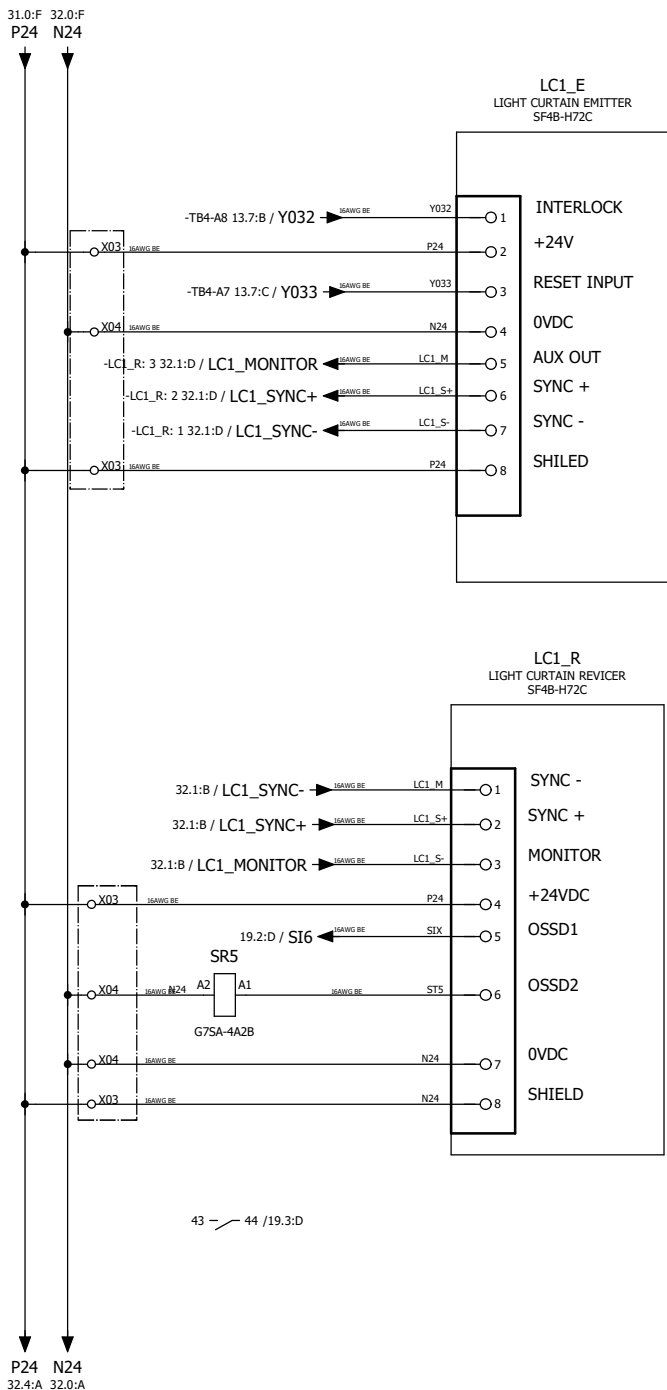 31.0:F 32.0:F
P24 N24
LC1_E
LIGHT CURTAIN EMITTER
SF4B-H72C
-TB4-A8 13.7:B / Y032 16AWG BE Y032 1 INTERLOCK
X03 16AWG BE P24 2 +24V
-TB4-A7 13.7:C / Y033 16AWG BE Y033 3 RESET INPUT
X04 16AWG BE N24 4 0VDC
-LC1_R: 3 32.1:D / LC1_MONITOR 16AWG BE LC1_M 5 AUX OUT
-LC1_R: 2 32.1:D / LC1_SYNC+ 16AWG BE LC1_S+ 6 SYNC +
-LC1_R: 1 32.1:D / LC1_SYNC- 16AWG BE LC1_S- 7 SYNC -
X03 16AWG BE P24 8 SHILED
LC1_R
LIGHT CURTAIN REVICER
SF4B-H72C
32.1:B / LC1_SYNC- 16AWG BE LC1_M 1 SYNC -
32.1:B / LC1_SYNC+ 16AWG BE LC1_S+ 2 SYNC +
32.1:B / LC1_MONITOR 16AWG BE LC1_S- 3 MONITOR
X03 16AWG BE P24 4 +24VDC
19.2:D / SI6 16AWG BE SIX 5 OSSD1
SR5
X04 16AWG BE N24 A2 A1 16AWG BE ST5 6 OSSD2
G7SA-4A2B
X04 16AWG BE N24 7 0VDC
X03 16AWG BE N24 8 SHIELD
43 44 /19.3:D
P24 N24
32.4:A 32.0:A